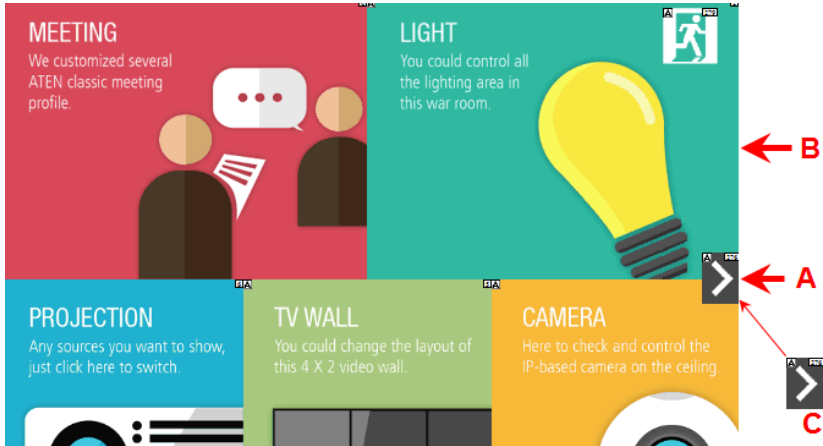 MEETING
We customized several
ATEN classic meeting
profile.
LIGHT
You could control all
the lighting area in
this war room.
A
B
A
A
PROJECTION
Any sources you want to show,
just click here to switch.
A
TV WALL
You could change the layout of
this 4 X 2 video wall.
A
CAMERA
Here to check and control the
IP-based camera on the ceiling.
A
C